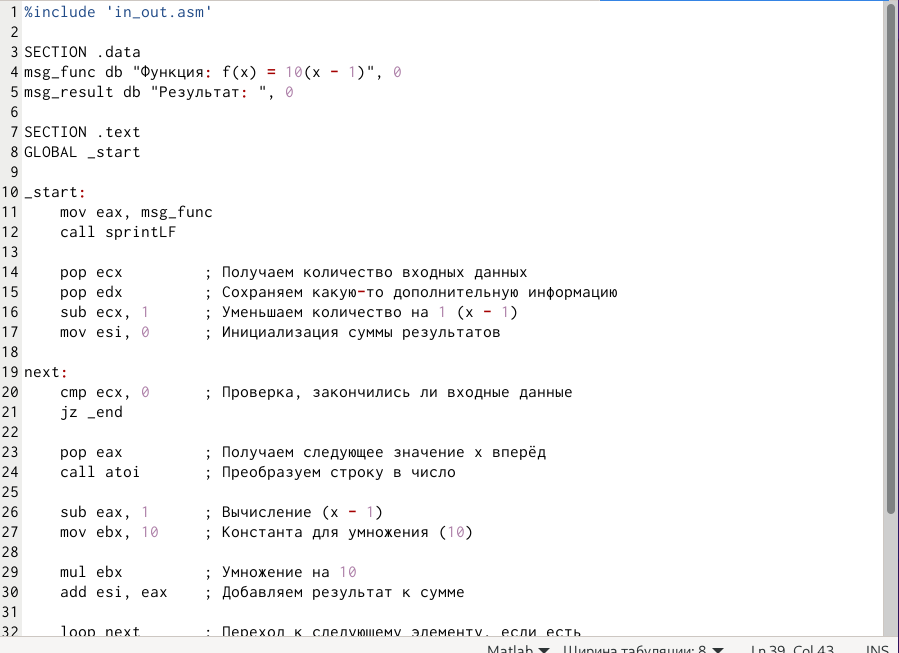 1 %include 'in_out.asm'
2
3 SECTION .data
4 msg_func db "Функция: f(x) = 10(x - 1)", 0
5 msg_result db "Результат: ", 0
6
7 SECTION .text
8 GLOBAL _start
9
10 _start:
11     mov eax, msg_func
12     call sprintLF
13
14     pop ecx         ; Получаем количество входных данных
15     pop edx         ; Сохраняем какую-то дополнительную информацию
16     sub ecx, 1      ; Уменьшаем количество на 1 (x - 1)
17     mov esi, 0      ; Инициализация суммы результатов
18
19 next:
20     cmp ecx, 0      ; Проверка, закончились ли входные данные
21     jz _end
22
23     pop eax         ; Получаем следующее значение x вперёд
24     call atoi       ; Преобразуем строку в число
25
26     sub eax, 1      ; Вычисление (x - 1)
27     mov ebx, 10     ; Константа для умножения (10)
28
29     mul ebx         ; Умножение на 10
30     add esi, eax    ; Добавляем результат к сумме
31
32     loop next       ; Переход к следующему элементу, если есть
Matlab Ширина табуляции: 8 Ln 39, Col 43 INS